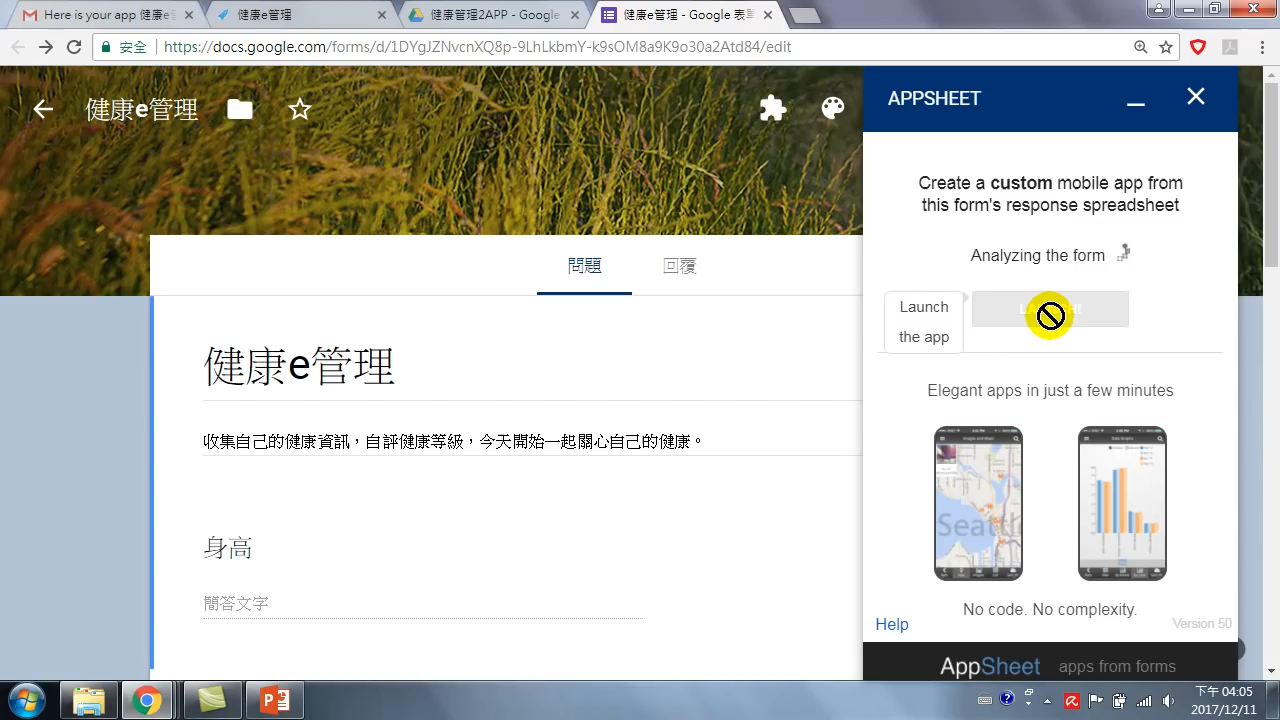 Here is your app 健康e
健康e管理
健康管理2APP - Google
健康e管理 - Google 表單
安全
https://docs.google.com/forms/d/1DYgJZNvcnXQ8p-9LhLkbmY-k9sOM8a9K9o30a2Atd84/edit
健康e管理
APPSHEET
Create a custom mobile app from
this form's response spreadsheet
Analyzing the form
Launch
the app
問題
回覆
健康e管理
收集自己的健康資訊，自評健康等級，今天開始一起關心自己的健康。
身高
簡答文字
Elegant apps in just a few minutes
Seattle
No code. No complexity.
Help
Version 50
AppSheet apps from forms
下午 04:05
2017/12/11